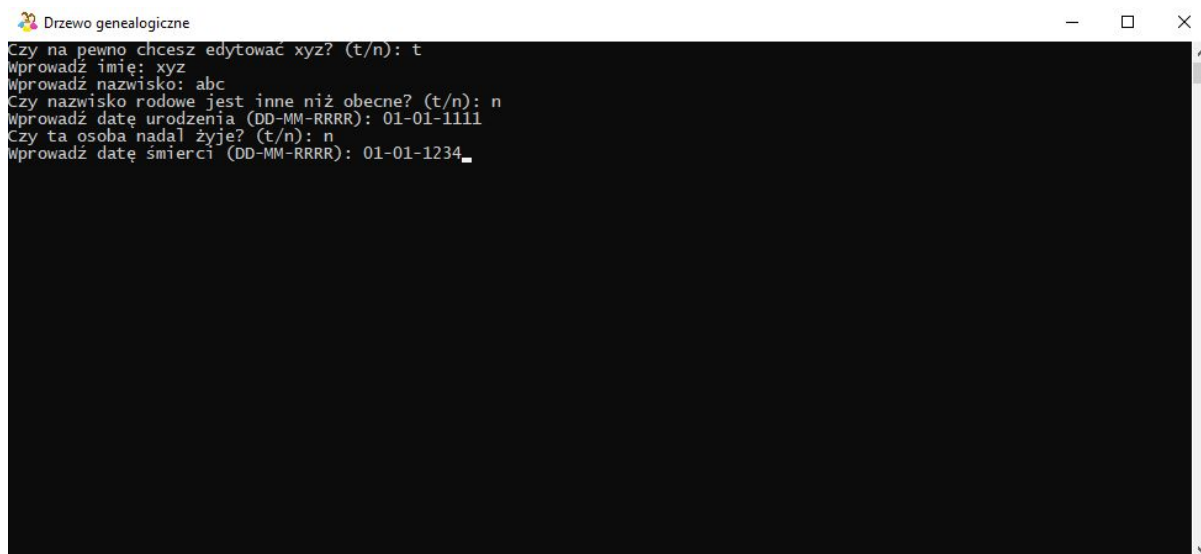 Drzewo genealogiczne
Czy na pewno chcesz edytować xyz? (t/n): t
Wprowadź imię: xyz
Wprowadź nazwisko: abc
Czy nazwisko rodowe jest inne niż obecne? (t/n): n
Wprowadź datę urodzenia (DD-MM-RRRR): 01-01-1111
Czy ta osoba nadal żyje? (t/n): n
Wprowadź datę śmierci (DD-MM-RRRR): 01-01-1234